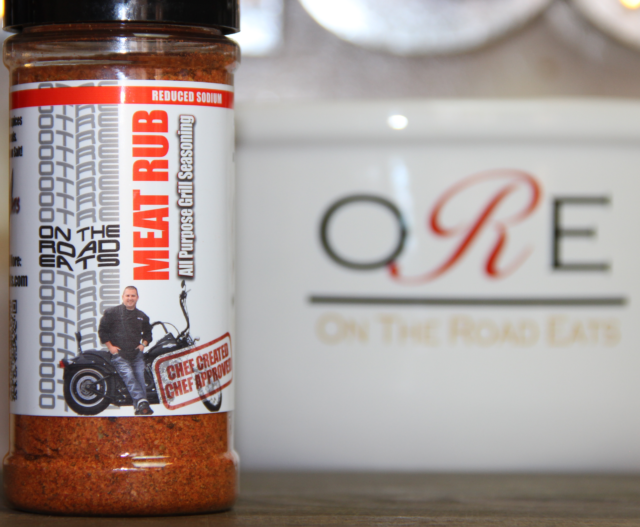 REDUCED SODIUM
MEAT RUB
All Purpose Grill Seasoning
ON THE
ROAD
EATS
CHEF CREATED
CHEF APPROVED
.com
ORE
ON THE ROAD EATS